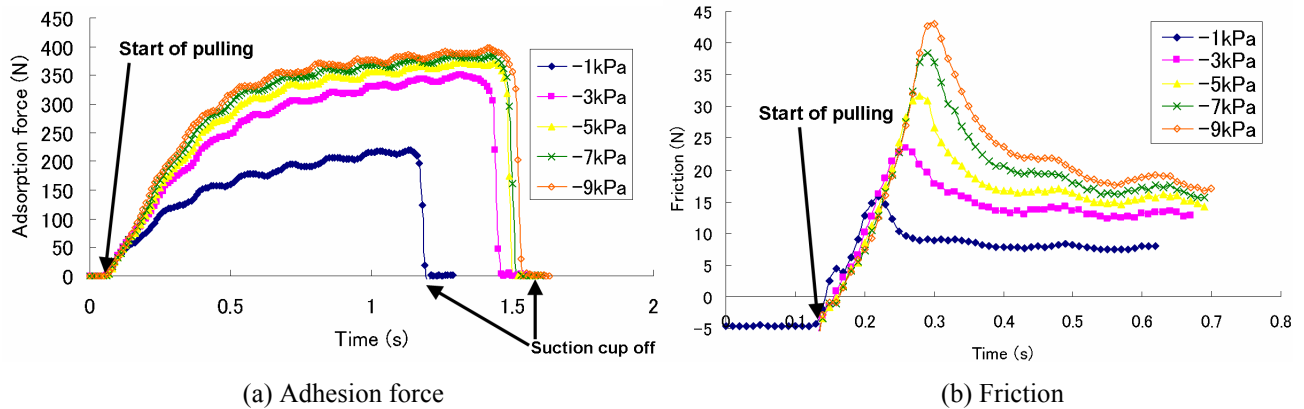 450
400
350
300
250
200
150
100
50
0
Adsorption force (N)
Start of pulling
−1kPa
−3kPa
−5kPa
−7kPa
−9kPa
0
0.5
1
1.5
2
Time (s)
Suction cup off
(a) Adhesion force
45
40
35
30
25
20
15
10
5
0
-5
Friction (N)
Start of pulling
−1kPa
−3kPa
−5kPa
−7kPa
−9kPa
0.0
0.1
0.2
0.3
0.4
0.5
0.6
0.7
0.8
Time (s)
(b) Friction